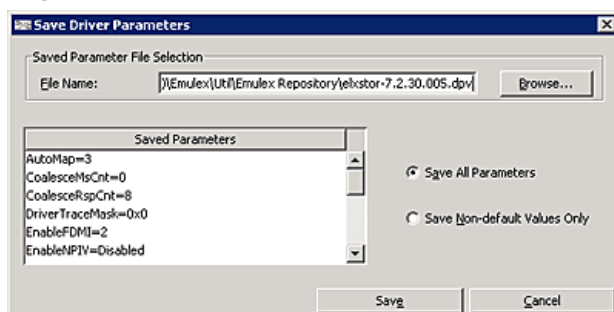 Save Driver Parameters
Saved Parameter File Selection
File Name:
)\Emulex\Util\Emulex Repository\elxstor-7.2.30.005.dpv
Browse...
Saved Parameters
AutoMap=3
CoalesceMsCnt=0
CoalesceRspCnt=8
DriverTraceMask=0x0
EnableFDMI=2
EnableNPIV=Disabled
Save All Parameters
Save Non-default Values Only
Save
Cancel